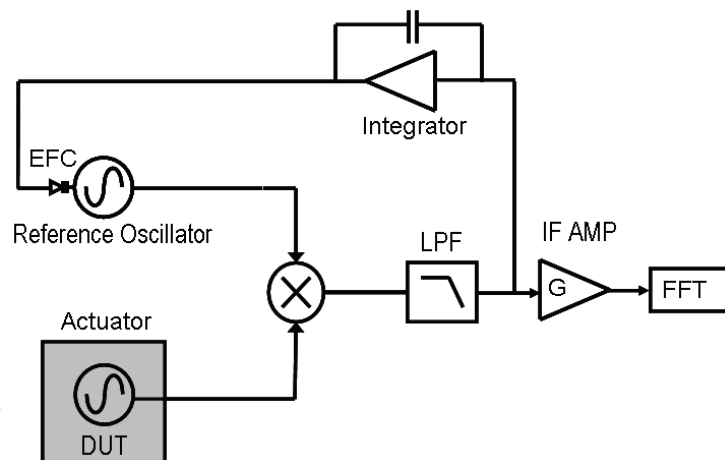 Integrator
EFC
Reference Oscillator
LPF
IF AMP
G
FFT
Actuator
DUT